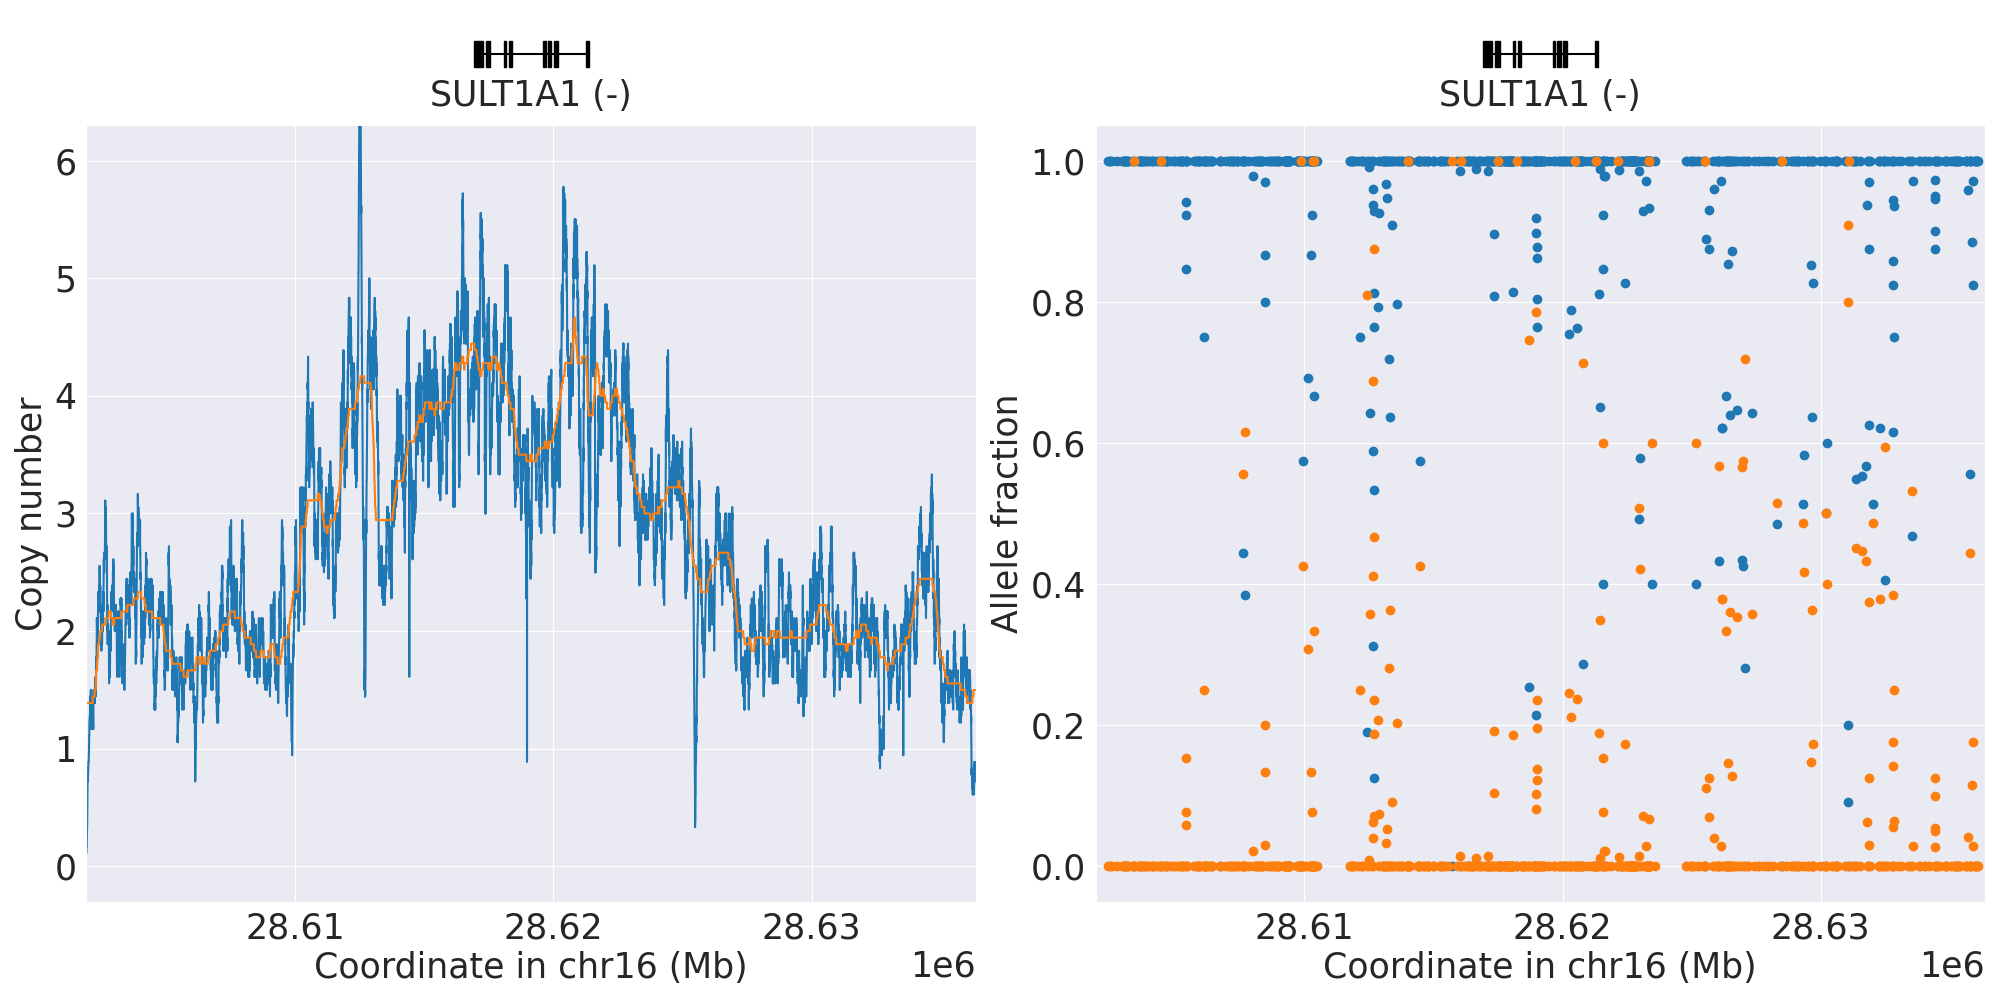 SULT1A1 (-)
6
5
4
3
2
1
0
Copy number
28.61
28.62
28.63
Coordinate in chr16 (Mb)
1e6
SULT1A1 (-)
1.0
0.8
0.6
0.4
0.2
0.0
Allele fraction
28.61
28.62
28.63
Coordinate in chr16 (Mb)
1e6